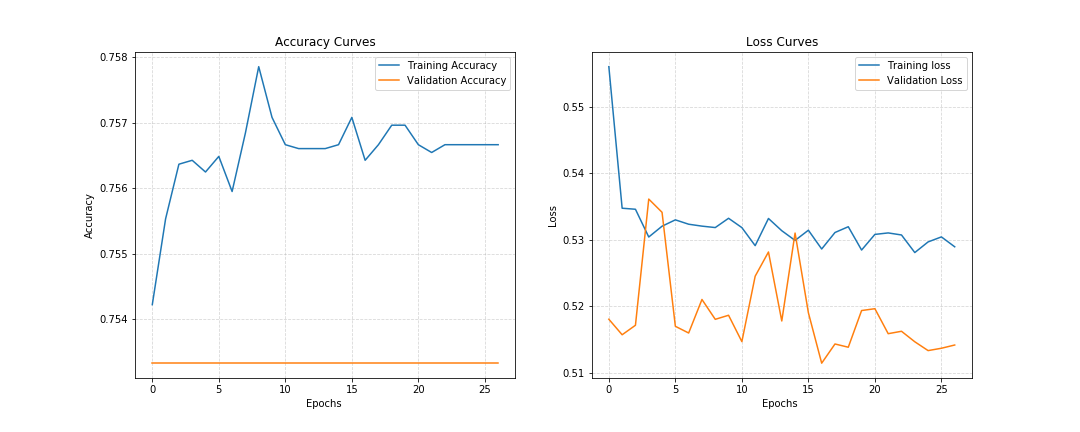 Accuracy Curves
0.758
0.757
0.756
0.755
0.754
Accuracy
Training Accuracy
Validation Accuracy
0 5 10 15 20 25
Epochs
Loss Curves
0.55
0.54
0.53
0.52
0.51
Loss
Training loss
Validation Loss
0 5 10 15 20 25
Epochs